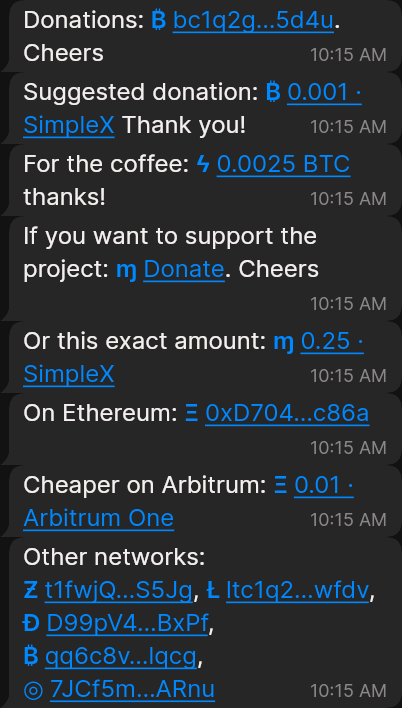 Donations: ₿ bc1q2g...5d4u.
Cheers 10:15 AM
Suggested donation: ₿ 0.001 ·
SimpleX Thank you! 10:15 AM
For the coffee: ϟ 0.0025 BTC
thanks! 10:15 AM
If you want to support the
project: ɱ Donate. Cheers
10:15 AM
Or this exact amount: ɱ 0.25 ·
SimpleX 10:15 AM
On Ethereum: Ξ 0xD704...c86a
10:15 AM
Cheaper on Arbitrum: Ξ 0.01 ·
Arbitrum One 10:15 AM
Other networks:
Ƶ t1fwjQ...S5Jg, Ł ltc1q2...wfdv,
Ð D99pV4...BxPf,
₿ qq6c8v...lqcg,
◎ 7JCf5m...ARnu 10:15 AM